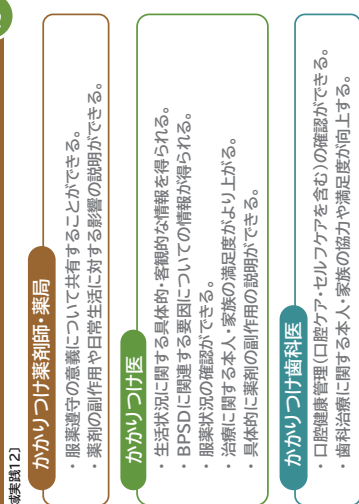 域実践12]
かかりつけ薬剤師・薬局
・服薬遵守の意義について共有することができる。
・薬剤の副作用や日常生活に対する影響の説明ができる。
かかりつけ医
・生活状況に関する具体的・客観的な情報を得られる。
・BPSDに関連する要因についての情報が得られる。
・服薬状況の確認ができる。
・治療に関する本人・家族の満足度がより上がる。
・具体的に薬剤の副作用の説明ができる。
かかりつけ歯科医
・口腔健康管理(口腔ケア・セルフケアを含む)の確認ができる。
・歯科治療に関する本人・家族の協力や満足度が向上する。